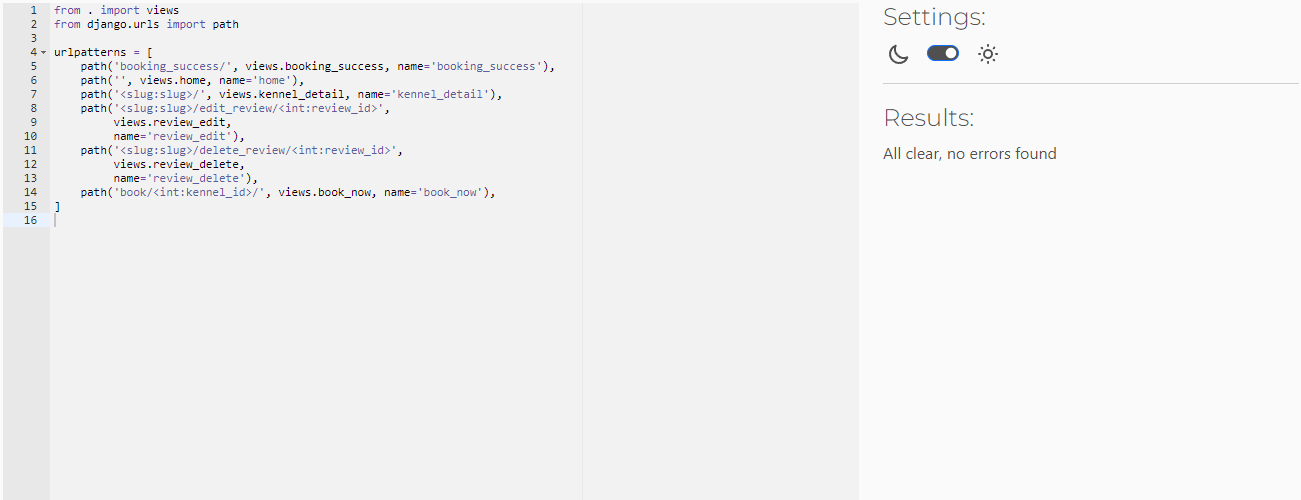 1 from . import views
2 from django.urls import path
3
4 urlpatterns = [
5     path('booking_success/', views.booking_success, name='booking_success'),
6     path('', views.home, name='home'),
7     path('<slug:slug>/', views.kennel_detail, name='kennel_detail'),
8     path('<slug:slug>/edit_review/<int:review_id>',
9          views.review_edit,
10          name='review_edit'),
11     path('<slug:slug>/delete_review/<int:review_id>',
12          views.review_delete,
13          name='review_delete'),
14     path('book/<int:kennel_id>/', views.book_now, name='book_now'),
15 ]
16
Settings:
Results:
All clear, no errors found